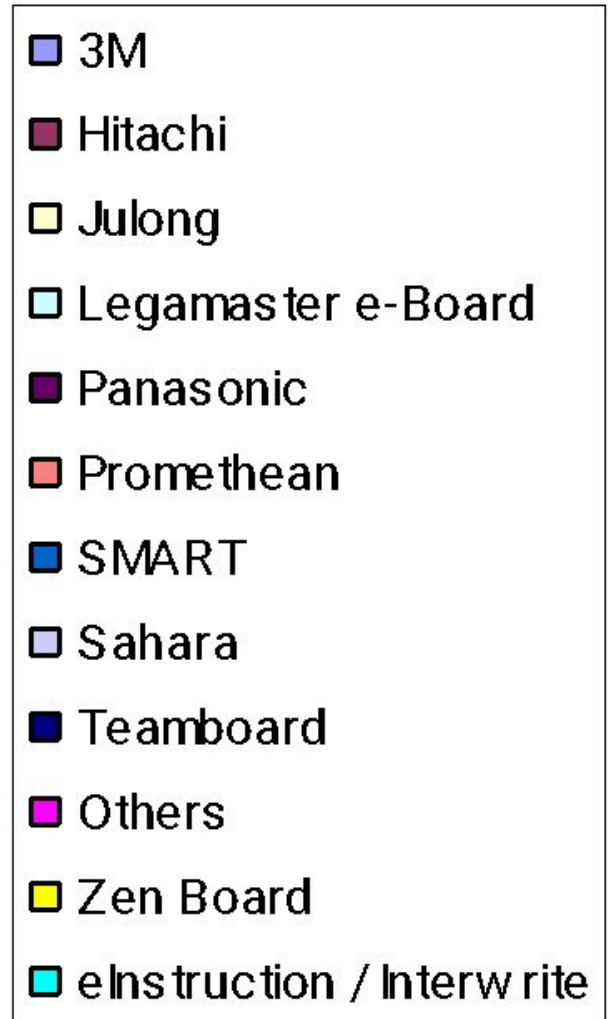 3M
Hitachi
Julong
Legamaster e-Board
Panasonic
Promethean
SMART
Sahara
Teamboard
Others
Zen Board
eInstruction / Interwrite